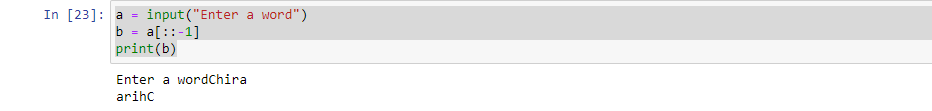 In [23]: a = input("Enter a word")
b = a[::-1]
print(b)
Enter a wordChira
arihC